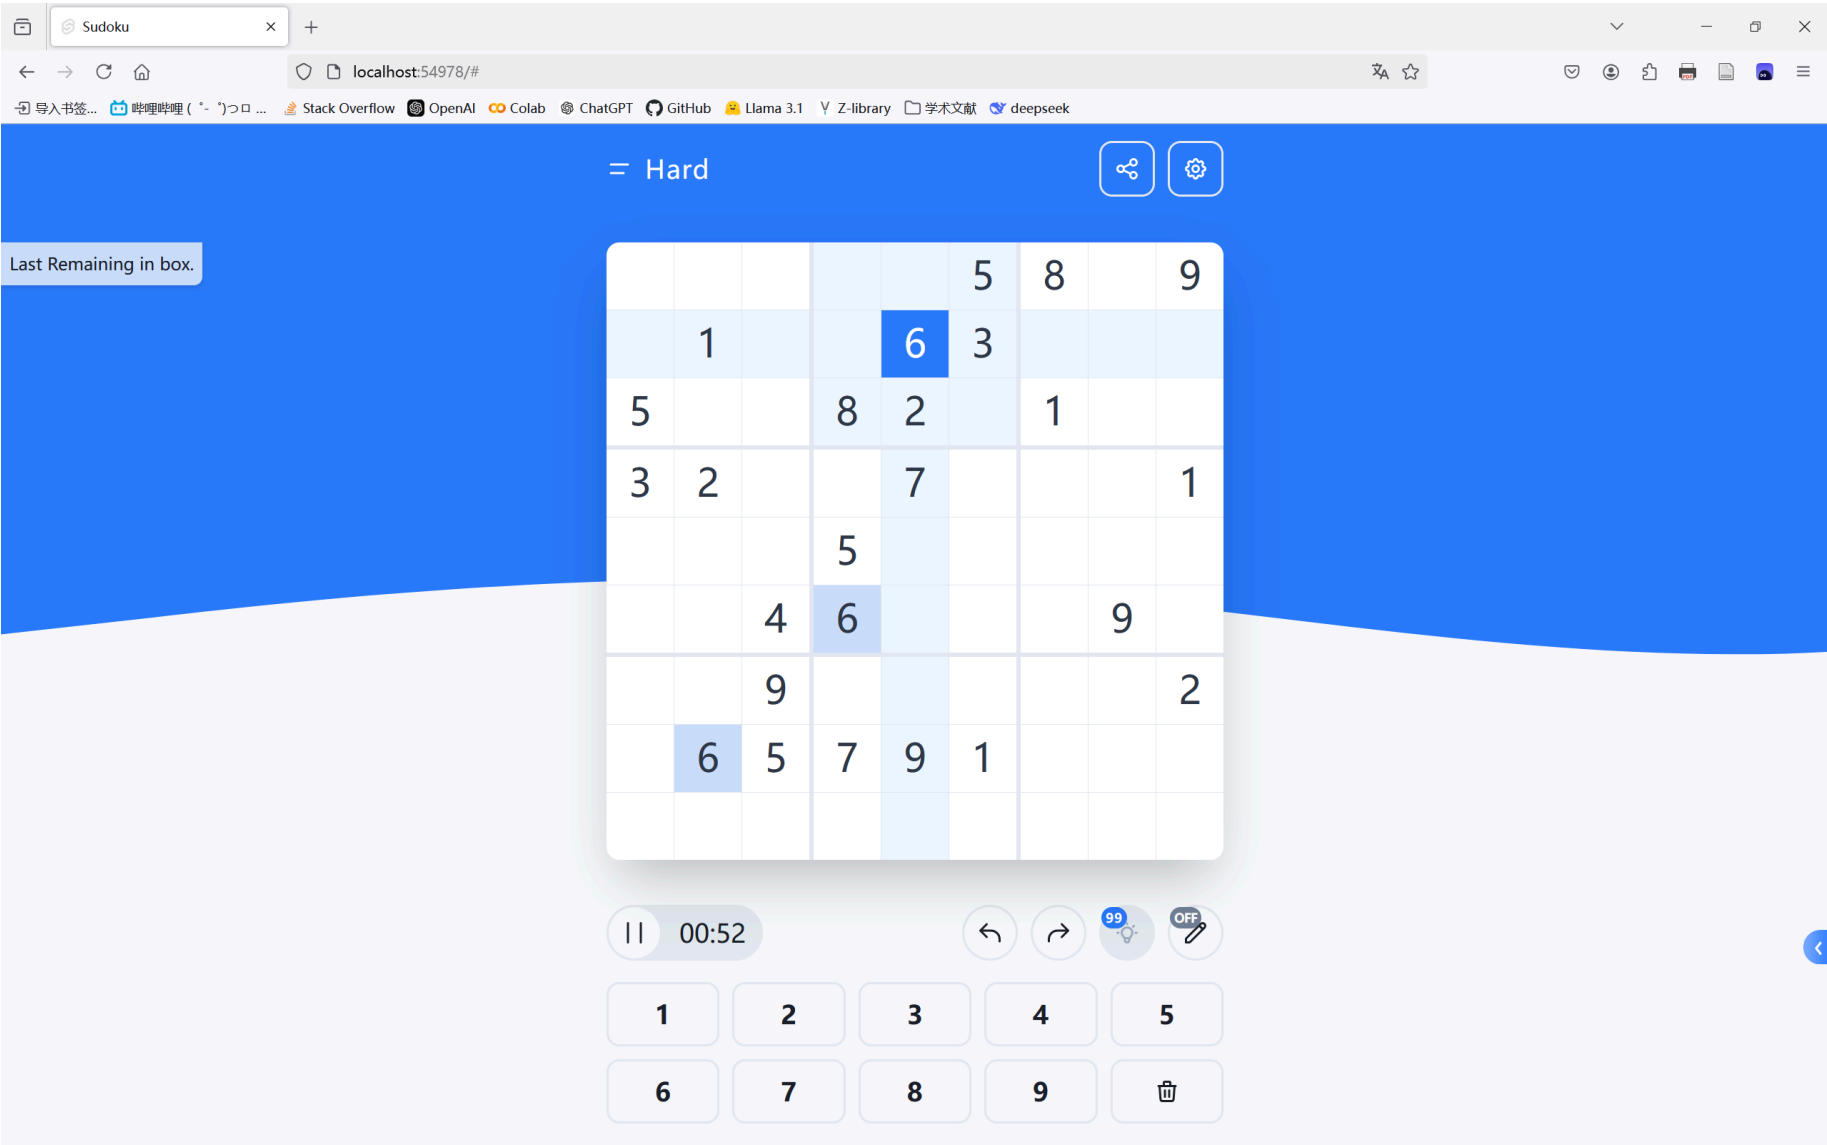 Sudoku
localhost:54978/#
导入书签...
哔哩哔哩 ( ゜- ゜)つロ ...
Stack Overflow
OpenAI
Colab
ChatGPT
GitHub
Llama 3.1
Z-library
学术文献
deepseek
Hard
Last Remaining in box.
5 8 9
1 6 3
5 8 2 1
3 2 7 1
5
4 6 9
9 2
6 5 7 9 1
00:52
99
OFF
1 2 3 4 5
6 7 8 9